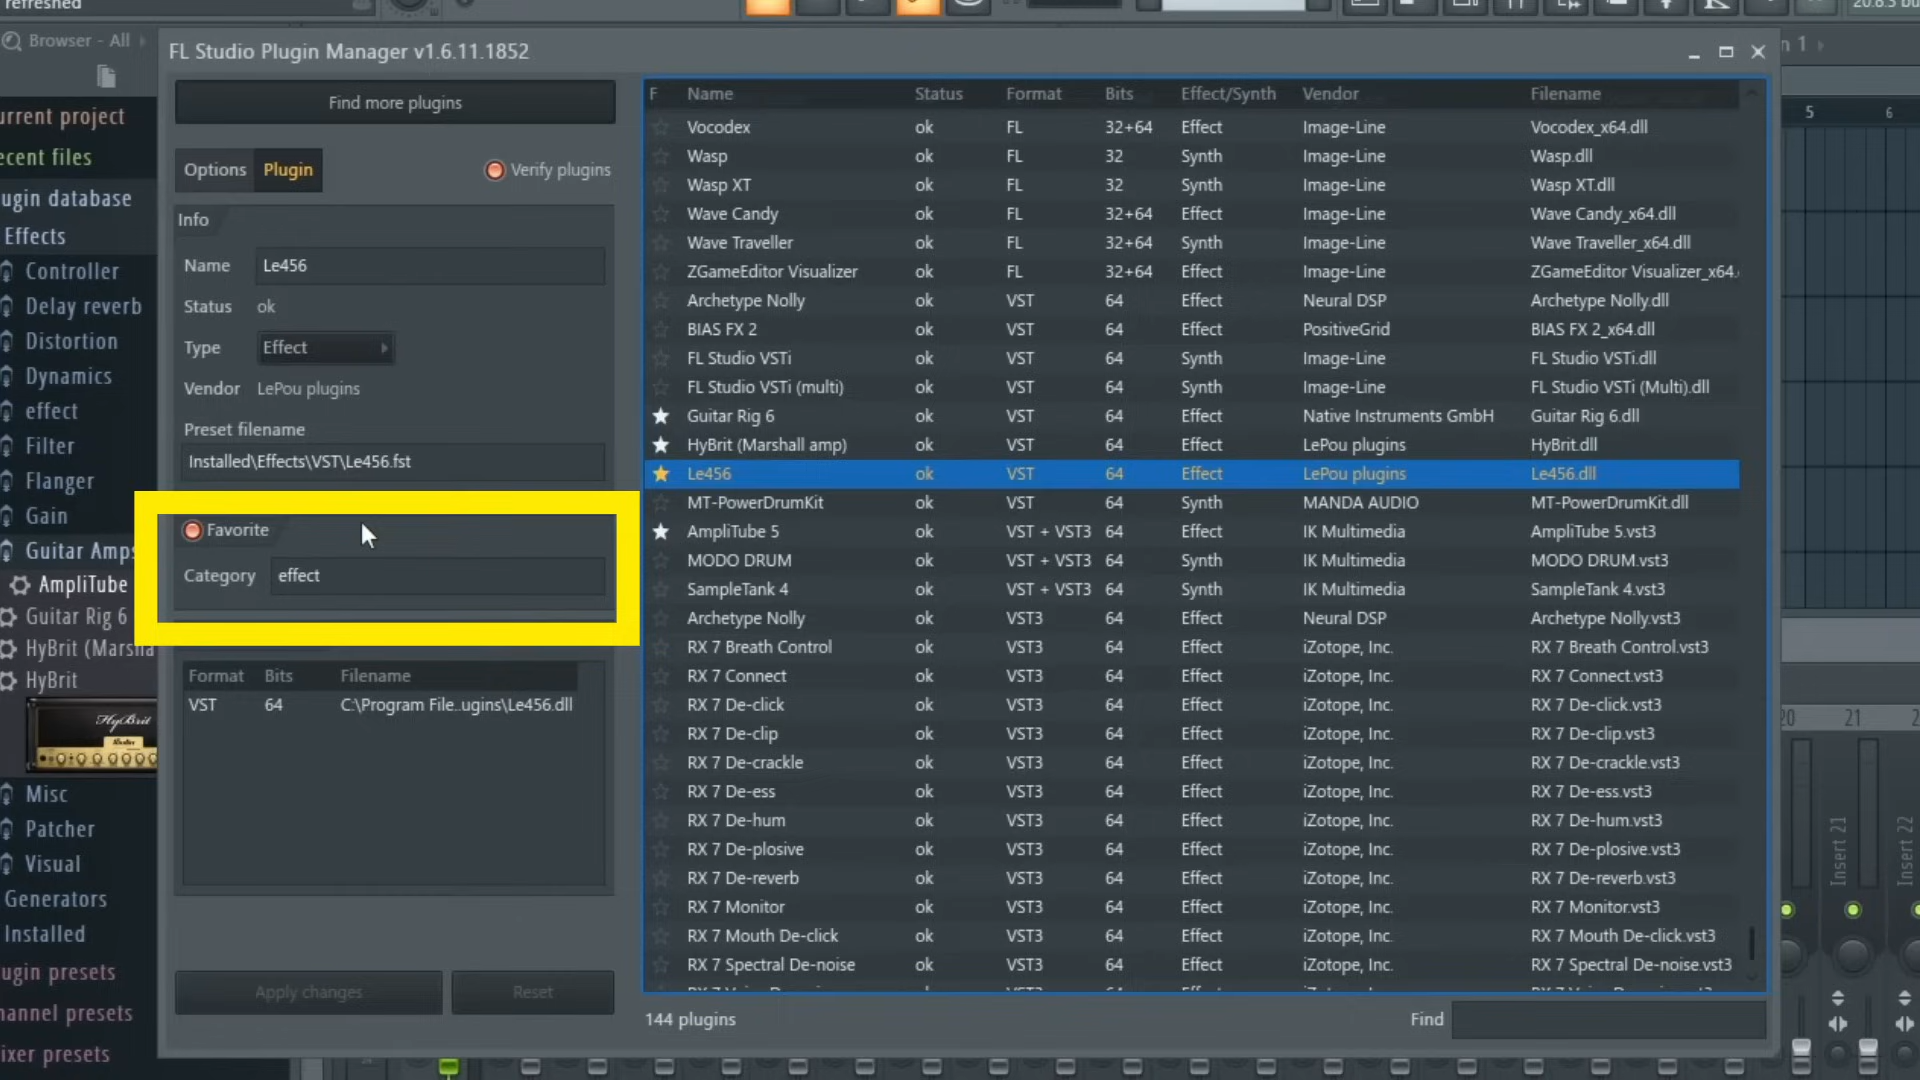 refreshed
20.8.3
Browser - All
FL Studio Plugin Manager v1.6.11.1852
n 1
Find more plugins
Options
Plugin
Verify plugins
Info
Name
Le456
Status
ok
Type
Effect
Vendor
LePou plugins
Preset filename
Installed\Effects\VST\Le456.fst
Favorite
Category
effect
Format Bits Filename
VST 64 C:\Program File..ugins\Le456.dll
Apply changes
Reset
urrent project
ecent files
ugin database
Effects
Controller
Delay reverb
Distortion
Dynamics
effect
Filter
Flanger
Gain
Guitar Amps
AmpliTube
Guitar Rig 6
HyBrit (Marsha
HyBrit
HyBrit
Misc
Patcher
Visual
Generators
Installed
ugin presets
hannel presets
ixer presets
F Name Status Format Bits Effect/Synth Vendor Filename
Vocodex ok FL 32+64 Effect Image-Line Vocodex_x64.dll
Wasp ok FL 32 Synth Image-Line Wasp.dll
Wasp XT ok FL 32 Synth Image-Line Wasp XT.dll
Wave Candy ok FL 32+64 Effect Image-Line Wave Candy_x64.dll
Wave Traveller ok FL 32+64 Synth Image-Line Wave Traveller_x64.dll
ZGameEditor Visualizer ok FL 32+64 Effect Image-Line ZGameEditor Visualizer_x64.
Archetype Nolly ok VST 64 Effect Neural DSP Archetype Nolly.dll
BIAS FX 2 ok VST 64 Effect PositiveGrid BIAS FX 2_x64.dll
FL Studio VSTi ok VST 64 Synth Image-Line FL Studio VSTi.dll
FL Studio VSTi (multi) ok VST 64 Synth Image-Line FL Studio VSTi (Multi).dll
Guitar Rig 6 ok VST 64 Effect Native Instruments GmbH Guitar Rig 6.dll
HyBrit (Marshall amp) ok VST 64 Effect LePou plugins HyBrit.dll
Le456 ok VST 64 Effect LePou plugins Le456.dll
MT-PowerDrumKit ok VST 64 Synth MANDA AUDIO MT-PowerDrumKit.dll
AmpliTube 5 ok VST + VST3 64 Effect IK Multimedia AmpliTube 5.vst3
MODO DRUM ok VST + VST3 64 Synth IK Multimedia MODO DRUM.vst3
SampleTank 4 ok VST + VST3 64 Synth IK Multimedia SampleTank 4.vst3
Archetype Nolly ok VST3 64 Effect Neural DSP Archetype Nolly.vst3
RX 7 Breath Control ok VST3 64 Effect iZotope, Inc. RX 7 Breath Control.vst3
RX 7 Connect ok VST3 64 Effect iZotope, Inc. RX 7 Connect.vst3
RX 7 De-click ok VST3 64 Effect iZotope, Inc. RX 7 De-click.vst3
RX 7 De-clip ok VST3 64 Effect iZotope, Inc. RX 7 De-clip.vst3
RX 7 De-crackle ok VST3 64 Effect iZotope, Inc. RX 7 De-crackle.vst3
RX 7 De-ess ok VST3 64 Effect iZotope, Inc. RX 7 De-ess.vst3
RX 7 De-hum ok VST3 64 Effect iZotope, Inc. RX 7 De-hum.vst3
RX 7 De-plosive ok VST3 64 Effect iZotope, Inc. RX 7 De-plosive.vst3
RX 7 De-reverb ok VST3 64 Effect iZotope, Inc. RX 7 De-reverb.vst3
RX 7 Monitor ok VST3 64 Effect iZotope, Inc. RX 7 Monitor.vst3
RX 7 Mouth De-click ok VST3 64 Effect iZotope, Inc. RX 7 Mouth De-click.vst3
RX 7 Spectral De-noise ok VST3 64 Effect iZotope, Inc. RX 7 Spectral De-noise.vst3
144 plugins
Find
5 6
20 21 2
Insert 21
Insert 22